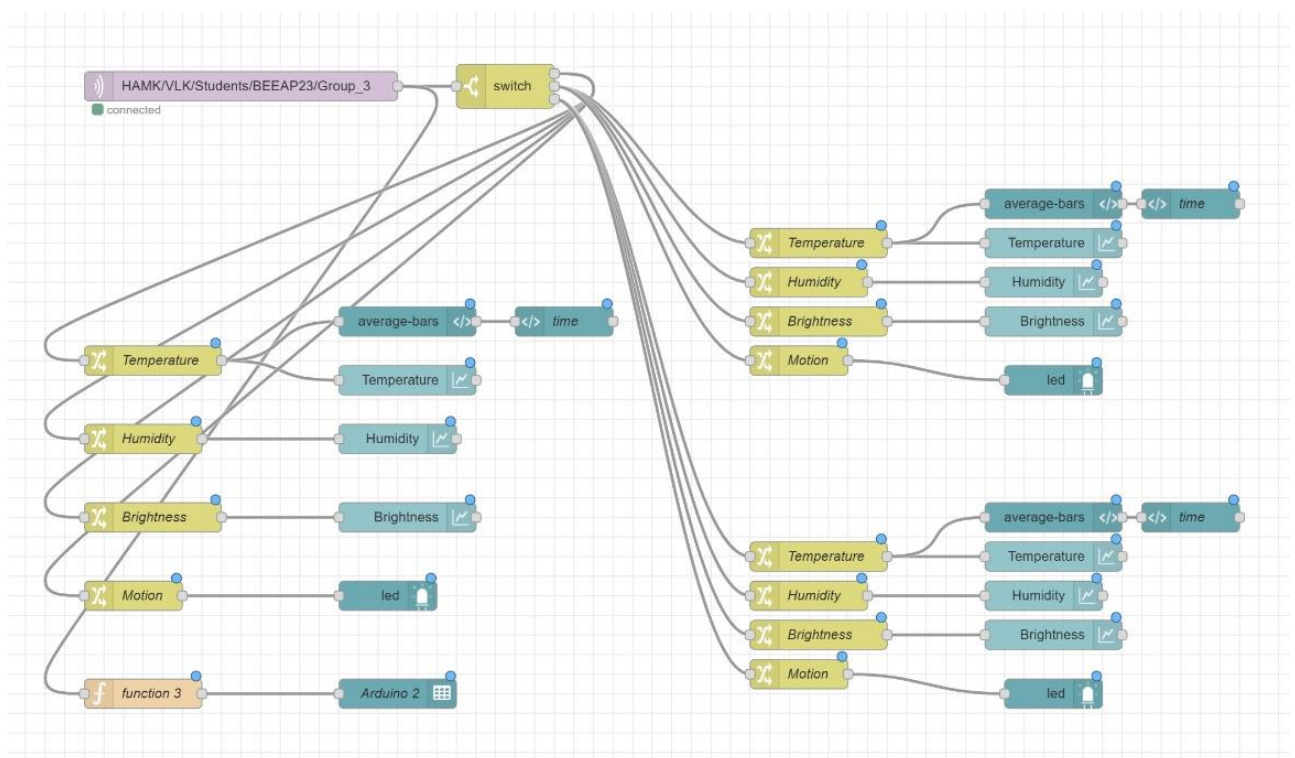 HAMK/VLK/Students/BEEAP23/Group_3
connected
switch
Temperature
average-bars
time
Temperature
Humidity
Humidity
Brightness
Brightness
Motion
led
function 3
Arduino 2
Temperature
average-bars
time
Temperature
Humidity
Humidity
Brightness
Brightness
Motion
led
Temperature
average-bars
time
Temperature
Humidity
Humidity
Brightness
Brightness
Motion
led